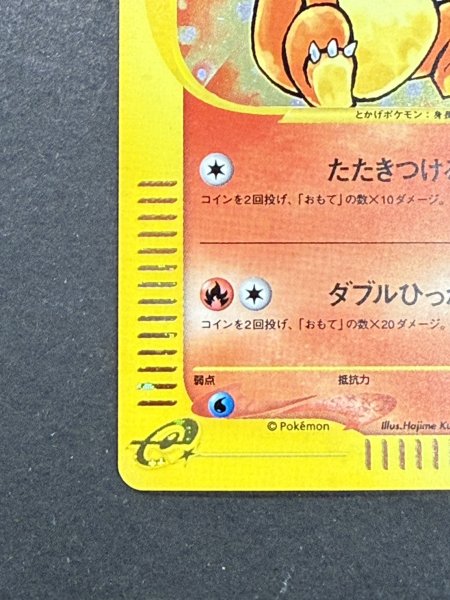 とかげポケモン：身長
たたきつける
コインを2回投げ、「おもて」の数×10ダメージ。
ダブルひっか
コインを2回投げ、「おもて」の数×20ダメージ。
弱点 抵抗力
© Pokémon Illus.Hajime Ku
e